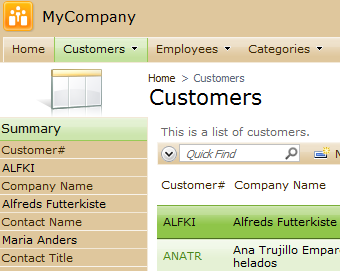 MyCompany
Home Customers Employees Categories
Home > Customers
Customers
This is a list of customers.
Quick Find
Summary
Customer#
ALFKI
Company Name
Alfreds Futterkiste
Contact Name
Maria Anders
Contact Title
Customer# Company Name
ALFKI Alfreds Futterkiste
ANATR Ana Trujillo Empar
helados